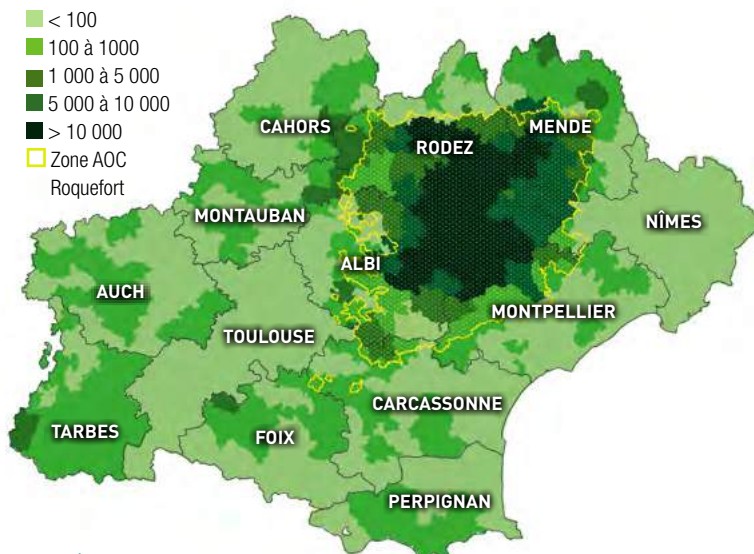 < 100
100 à 1000
1 000 à 5 000
5 000 à 10 000
> 10 000
Zone AOC
Roquefort
CAHORS
RODEZ
MENDE
MONTAUBAN
NÎMES
ALBI
AUCH
MONTPELLIER
TOULOUSE
CARCASSONNE
TARBES
FOIX
PERPIGNAN